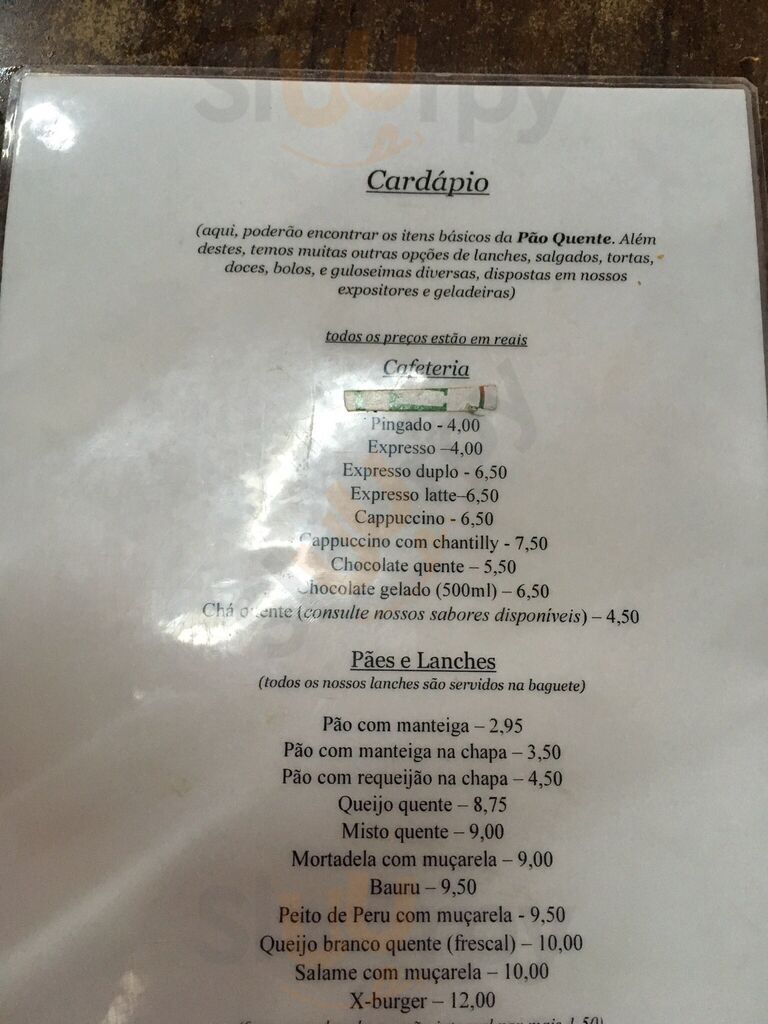 sluurpy
Cardápio
(aqui, poderão encontrar os itens básicos da Pão Quente. Além
destes, temos muitas outras opções de lanches, salgados, tortas,
doces, bolos, e guloseimas diversas, dispostas em nossos
expositores e geladeiras)
todos os preços estão em reais
Cafeteria
Pingado - 4,00
Expresso –4,00
Expresso duplo - 6,50
Expresso latte–6,50
Cappuccino - 6,50
Cappuccino com chantilly - 7,50
Chocolate quente – 5,50
Chocolate gelado (500ml) – 6,50
Chá quente (consulte nossos sabores disponíveis) – 4,50
Pães e Lanches
(todos os nossos lanches são servidos na baguete)
Pão com manteiga – 2,95
Pão com manteiga na chapa – 3,50
Pão com requeijão na chapa – 4,50
Queijo quente – 8,75
Misto quente – 9,00
Mortadela com muçarela – 9,00
Bauru – 9,50
Peito de Peru com muçarela - 9,50
Queijo branco quente (frescal) – 10,00
Salame com muçarela – 10,00
X-burger – 12,00